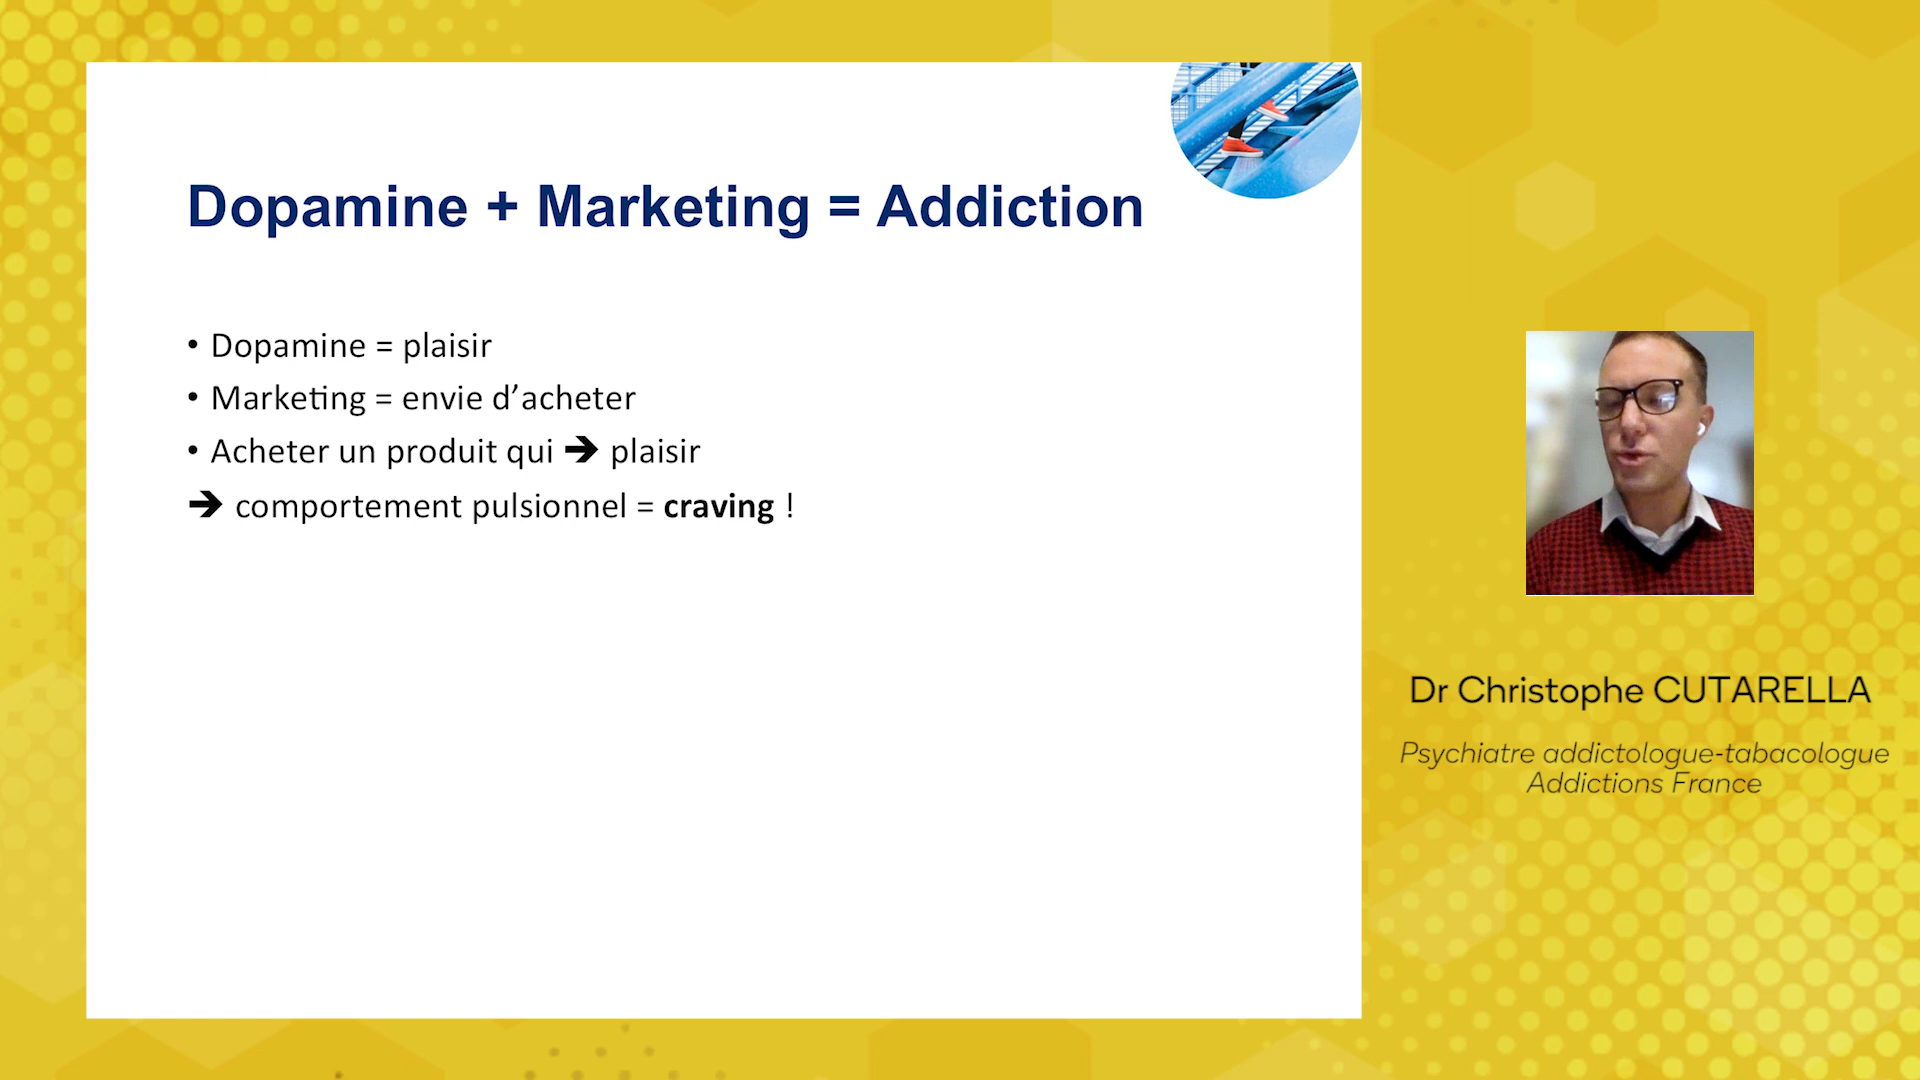 Dopamine + Marketing = Addiction
• Dopamine = plaisir
• Marketing = envie d’acheter
• Acheter un produit qui ➔ plaisir
➔ comportement pulsionnel = craving !
Dr Christophe CUTARELLA
Psychiatre addictologue-tabacologue
Addictions France